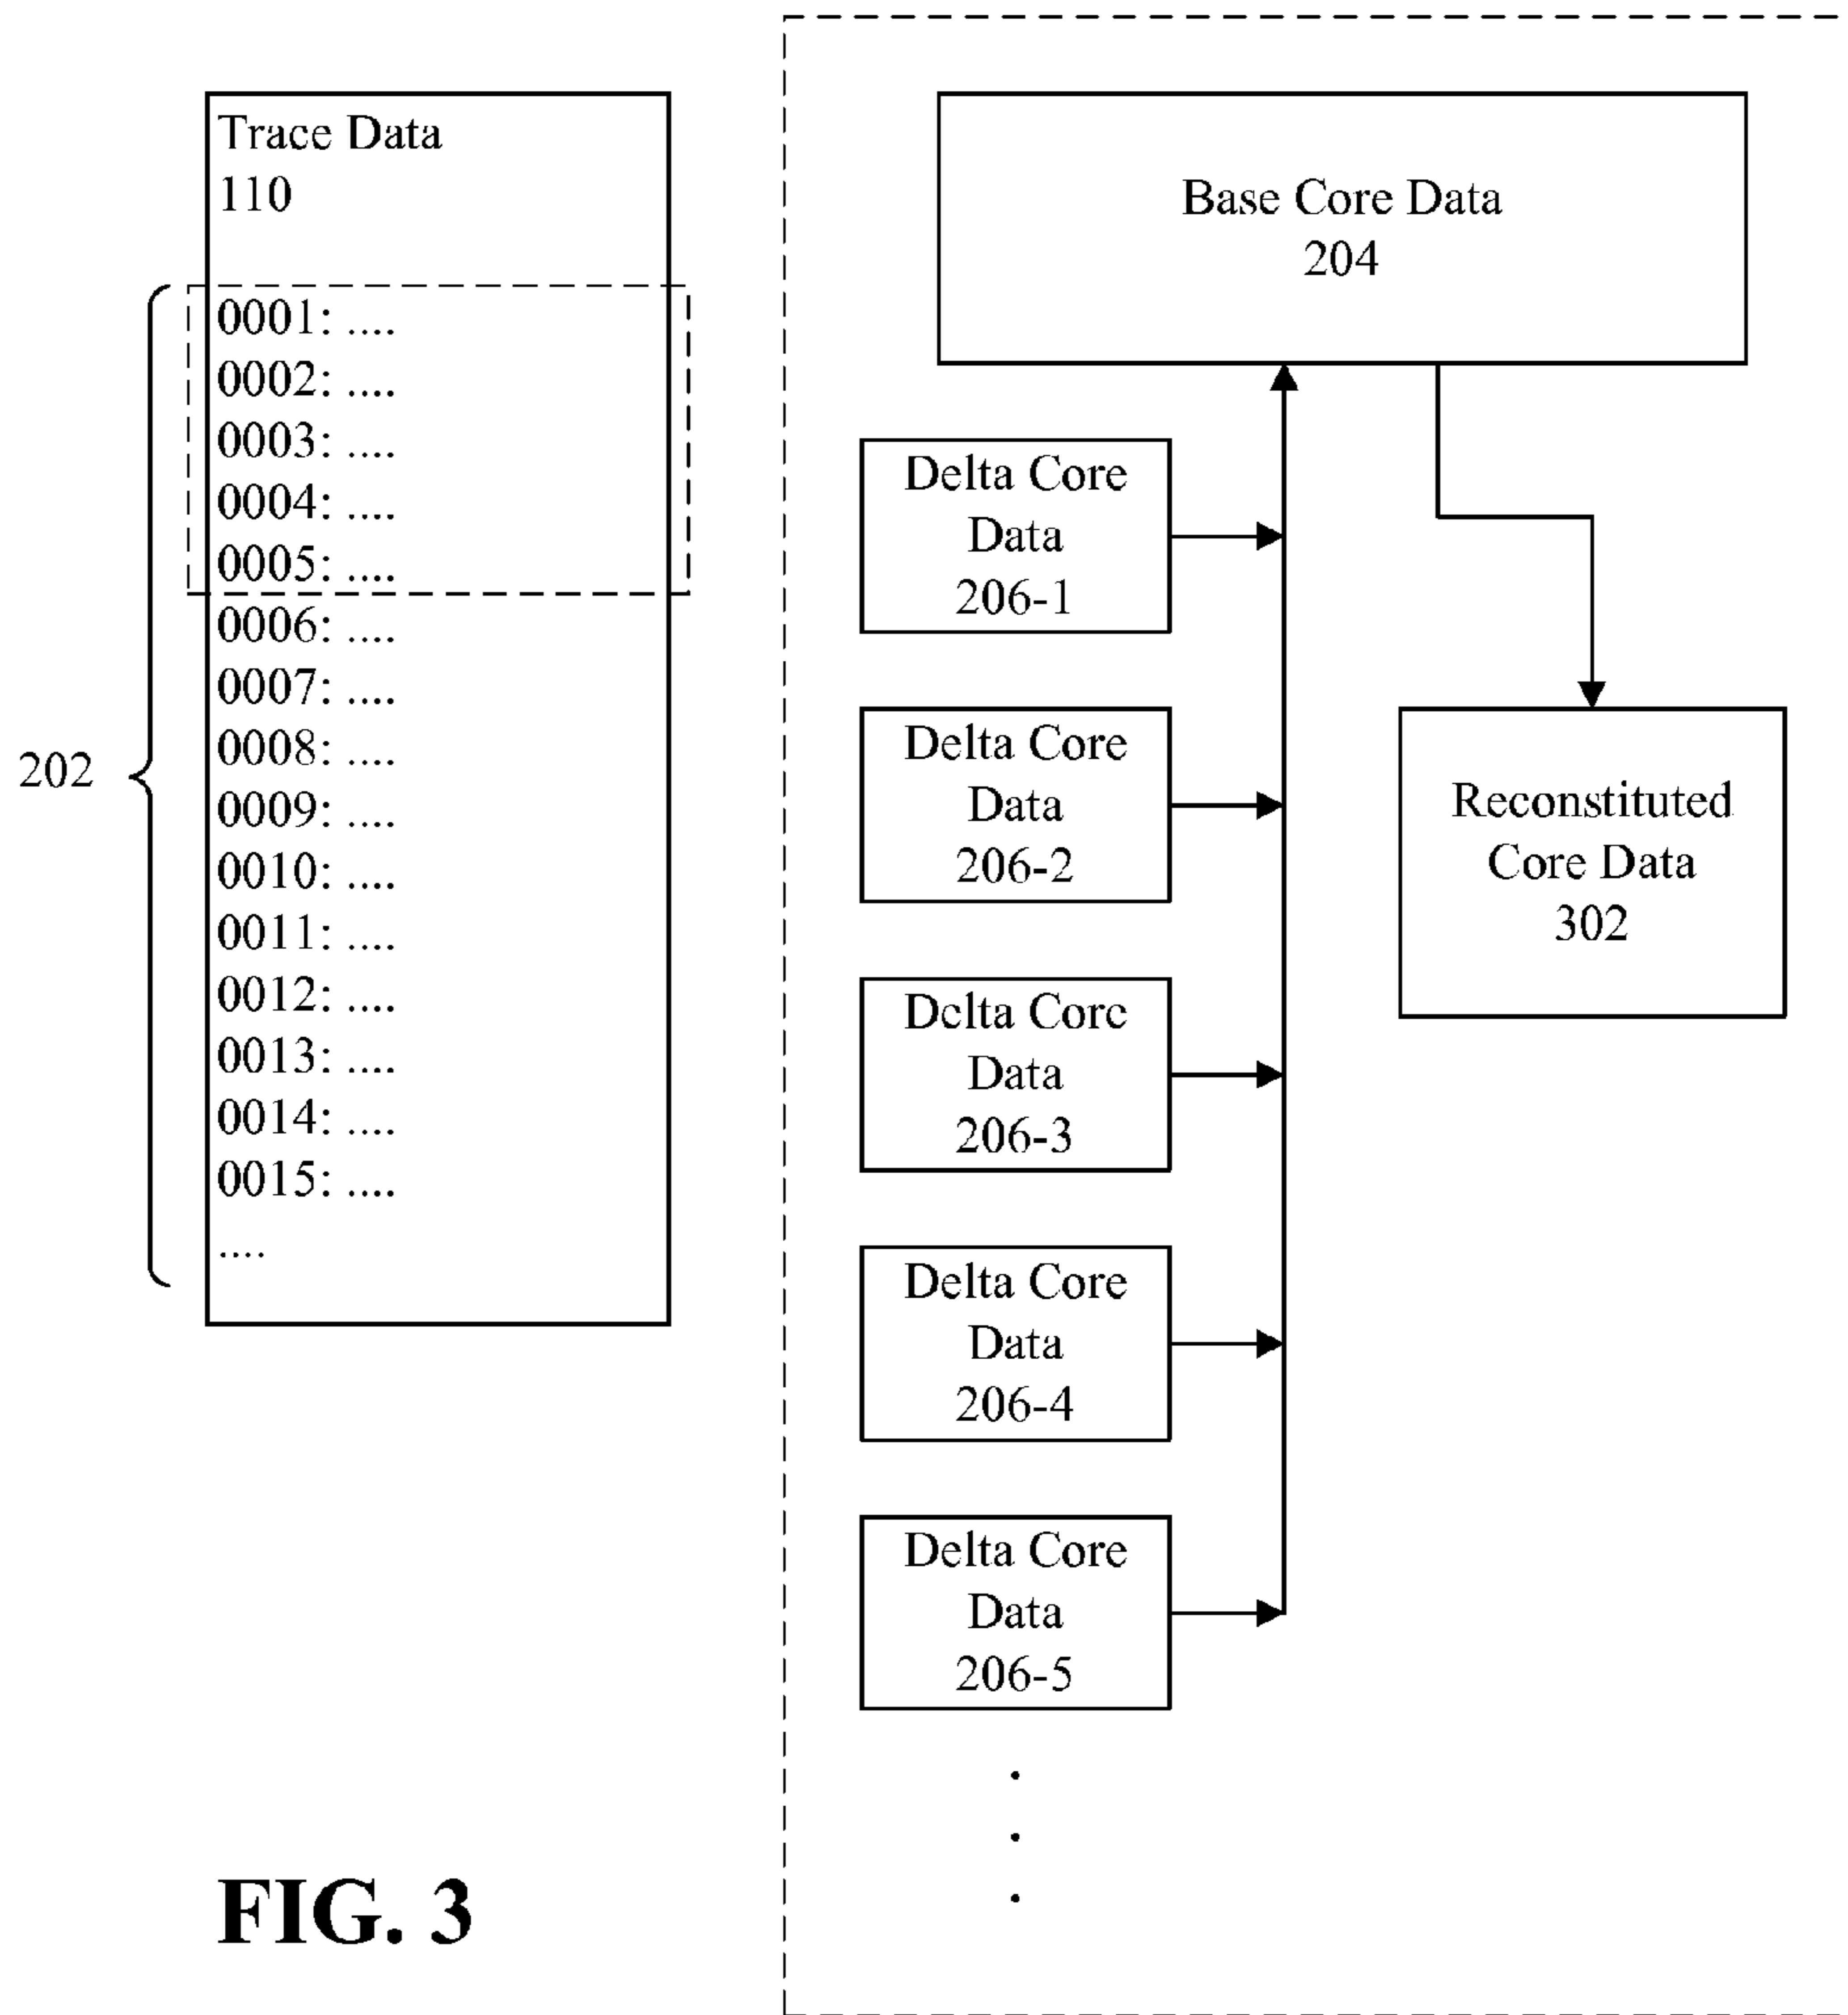 Trace Data
110
0001: ....
0002: ....
0003: ....
0004: ....
0005: ....
0006: ....
0007: ....
0008: ....
0009: ....
0010: ....
0011: ....
0012: ....
0013: ....
0014: ....
0015: ....
....
202
Base Core Data
204
Delta Core
Data
206-1
Delta Core
Data
206-2
Delta Core
Data
206-3
Delta Core
Data
206-4
Delta Core
Data
206-5
Reconstituted
Core Data
302
FIG. 3